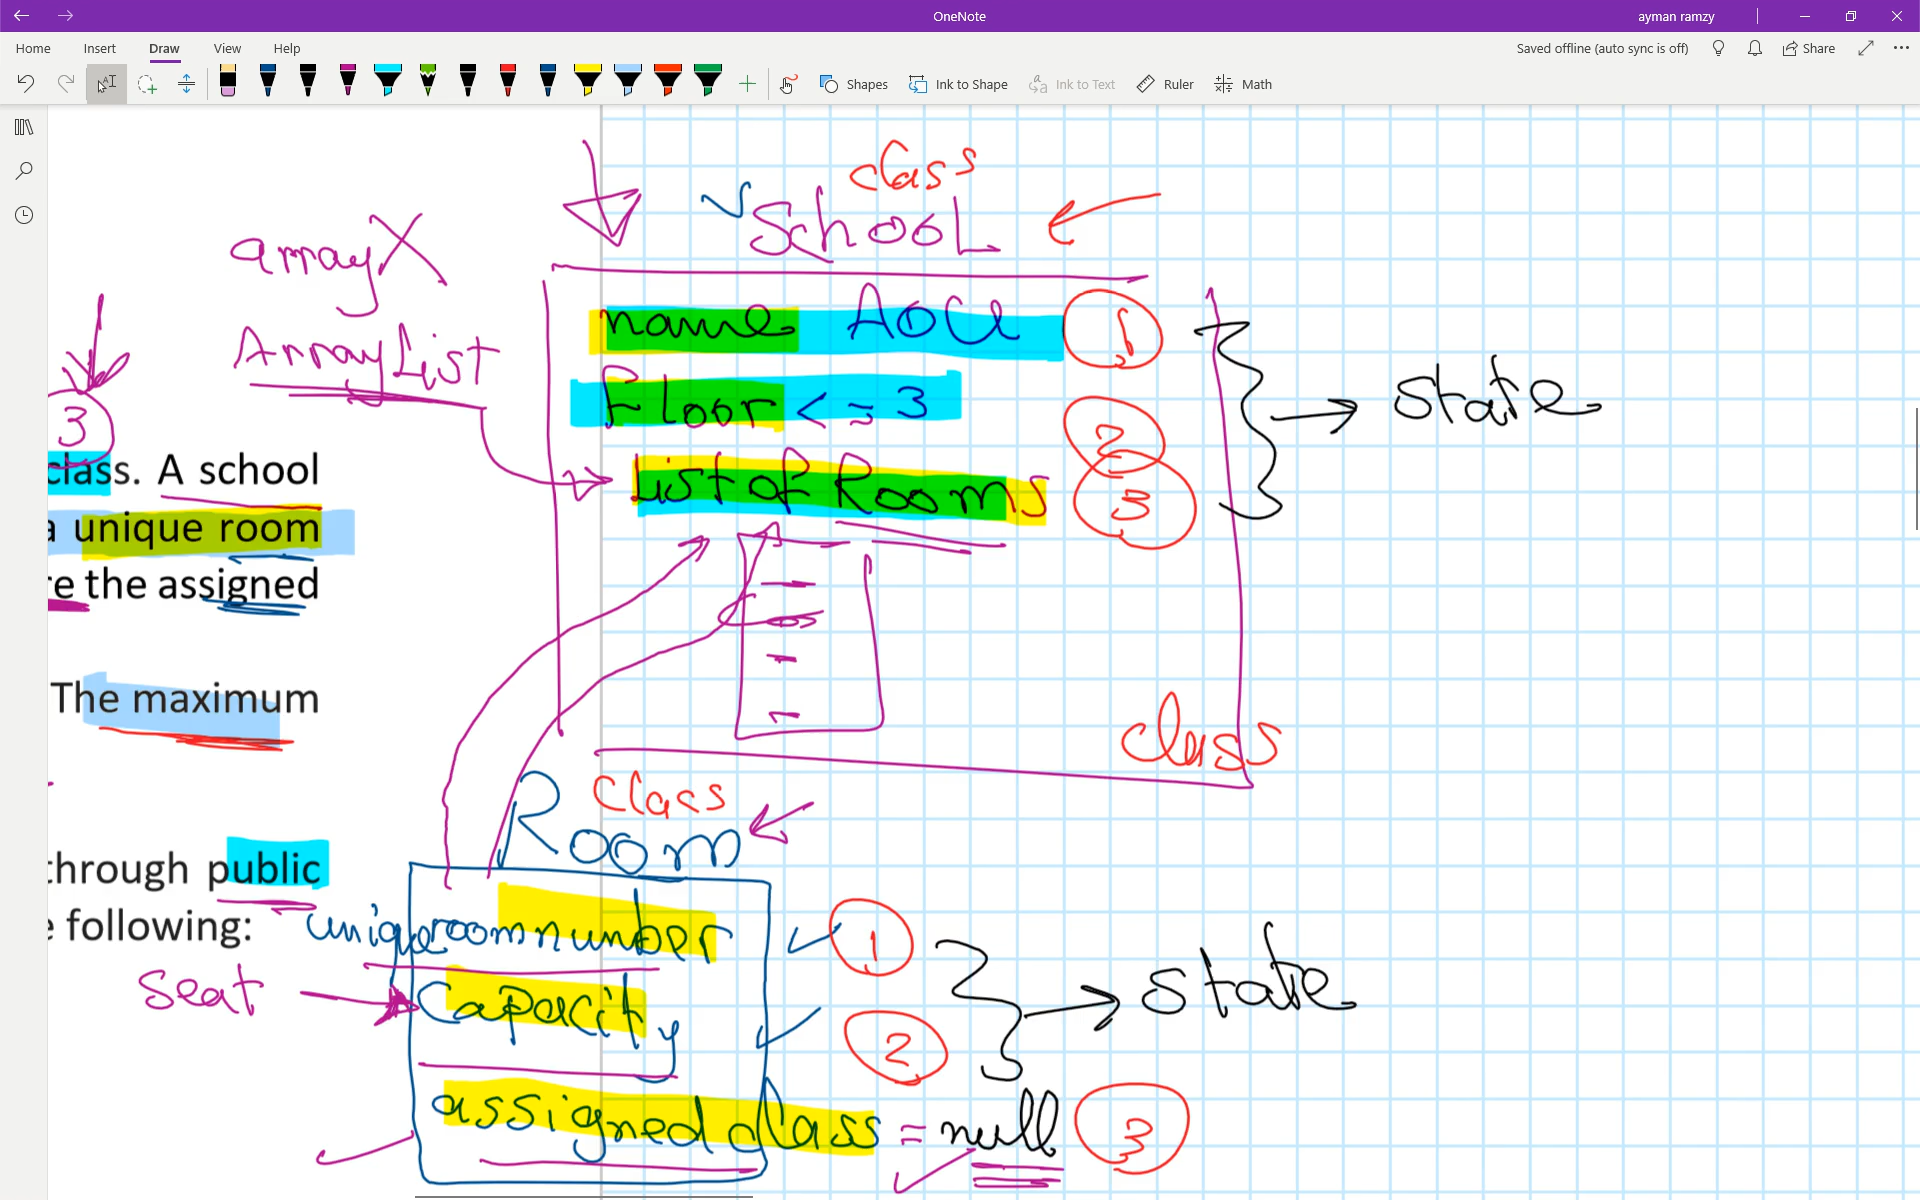 OneNote
ayman ramzy
Home Insert Draw View Help
Saved offline (auto sync is off)
Share
Shapes
Ink to Shape
Ink to Text
Ruler
Math
class
School
array X
ArrayList
name AOU 1
Floor <= 3 2
List of Rooms 3
state
3
class. A school
a unique room
re the assigned
The maximum
through public
e following:
class
class
Room
unique room number 1
Seat
Capacity 2
state
assigned class = null 3